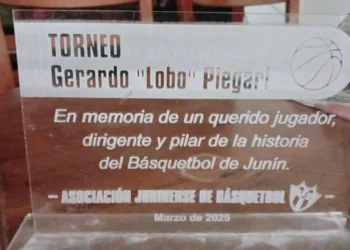 TORNEO
Gerardo "Lobo" Piegari
En memoria de un querido jugador,
dirigente y pilar de la historia
del Básquetbol de Junín.
- ASOCIACIÓN JUNINENSE DE BÁSQUETBOL -
Marzo de 2025